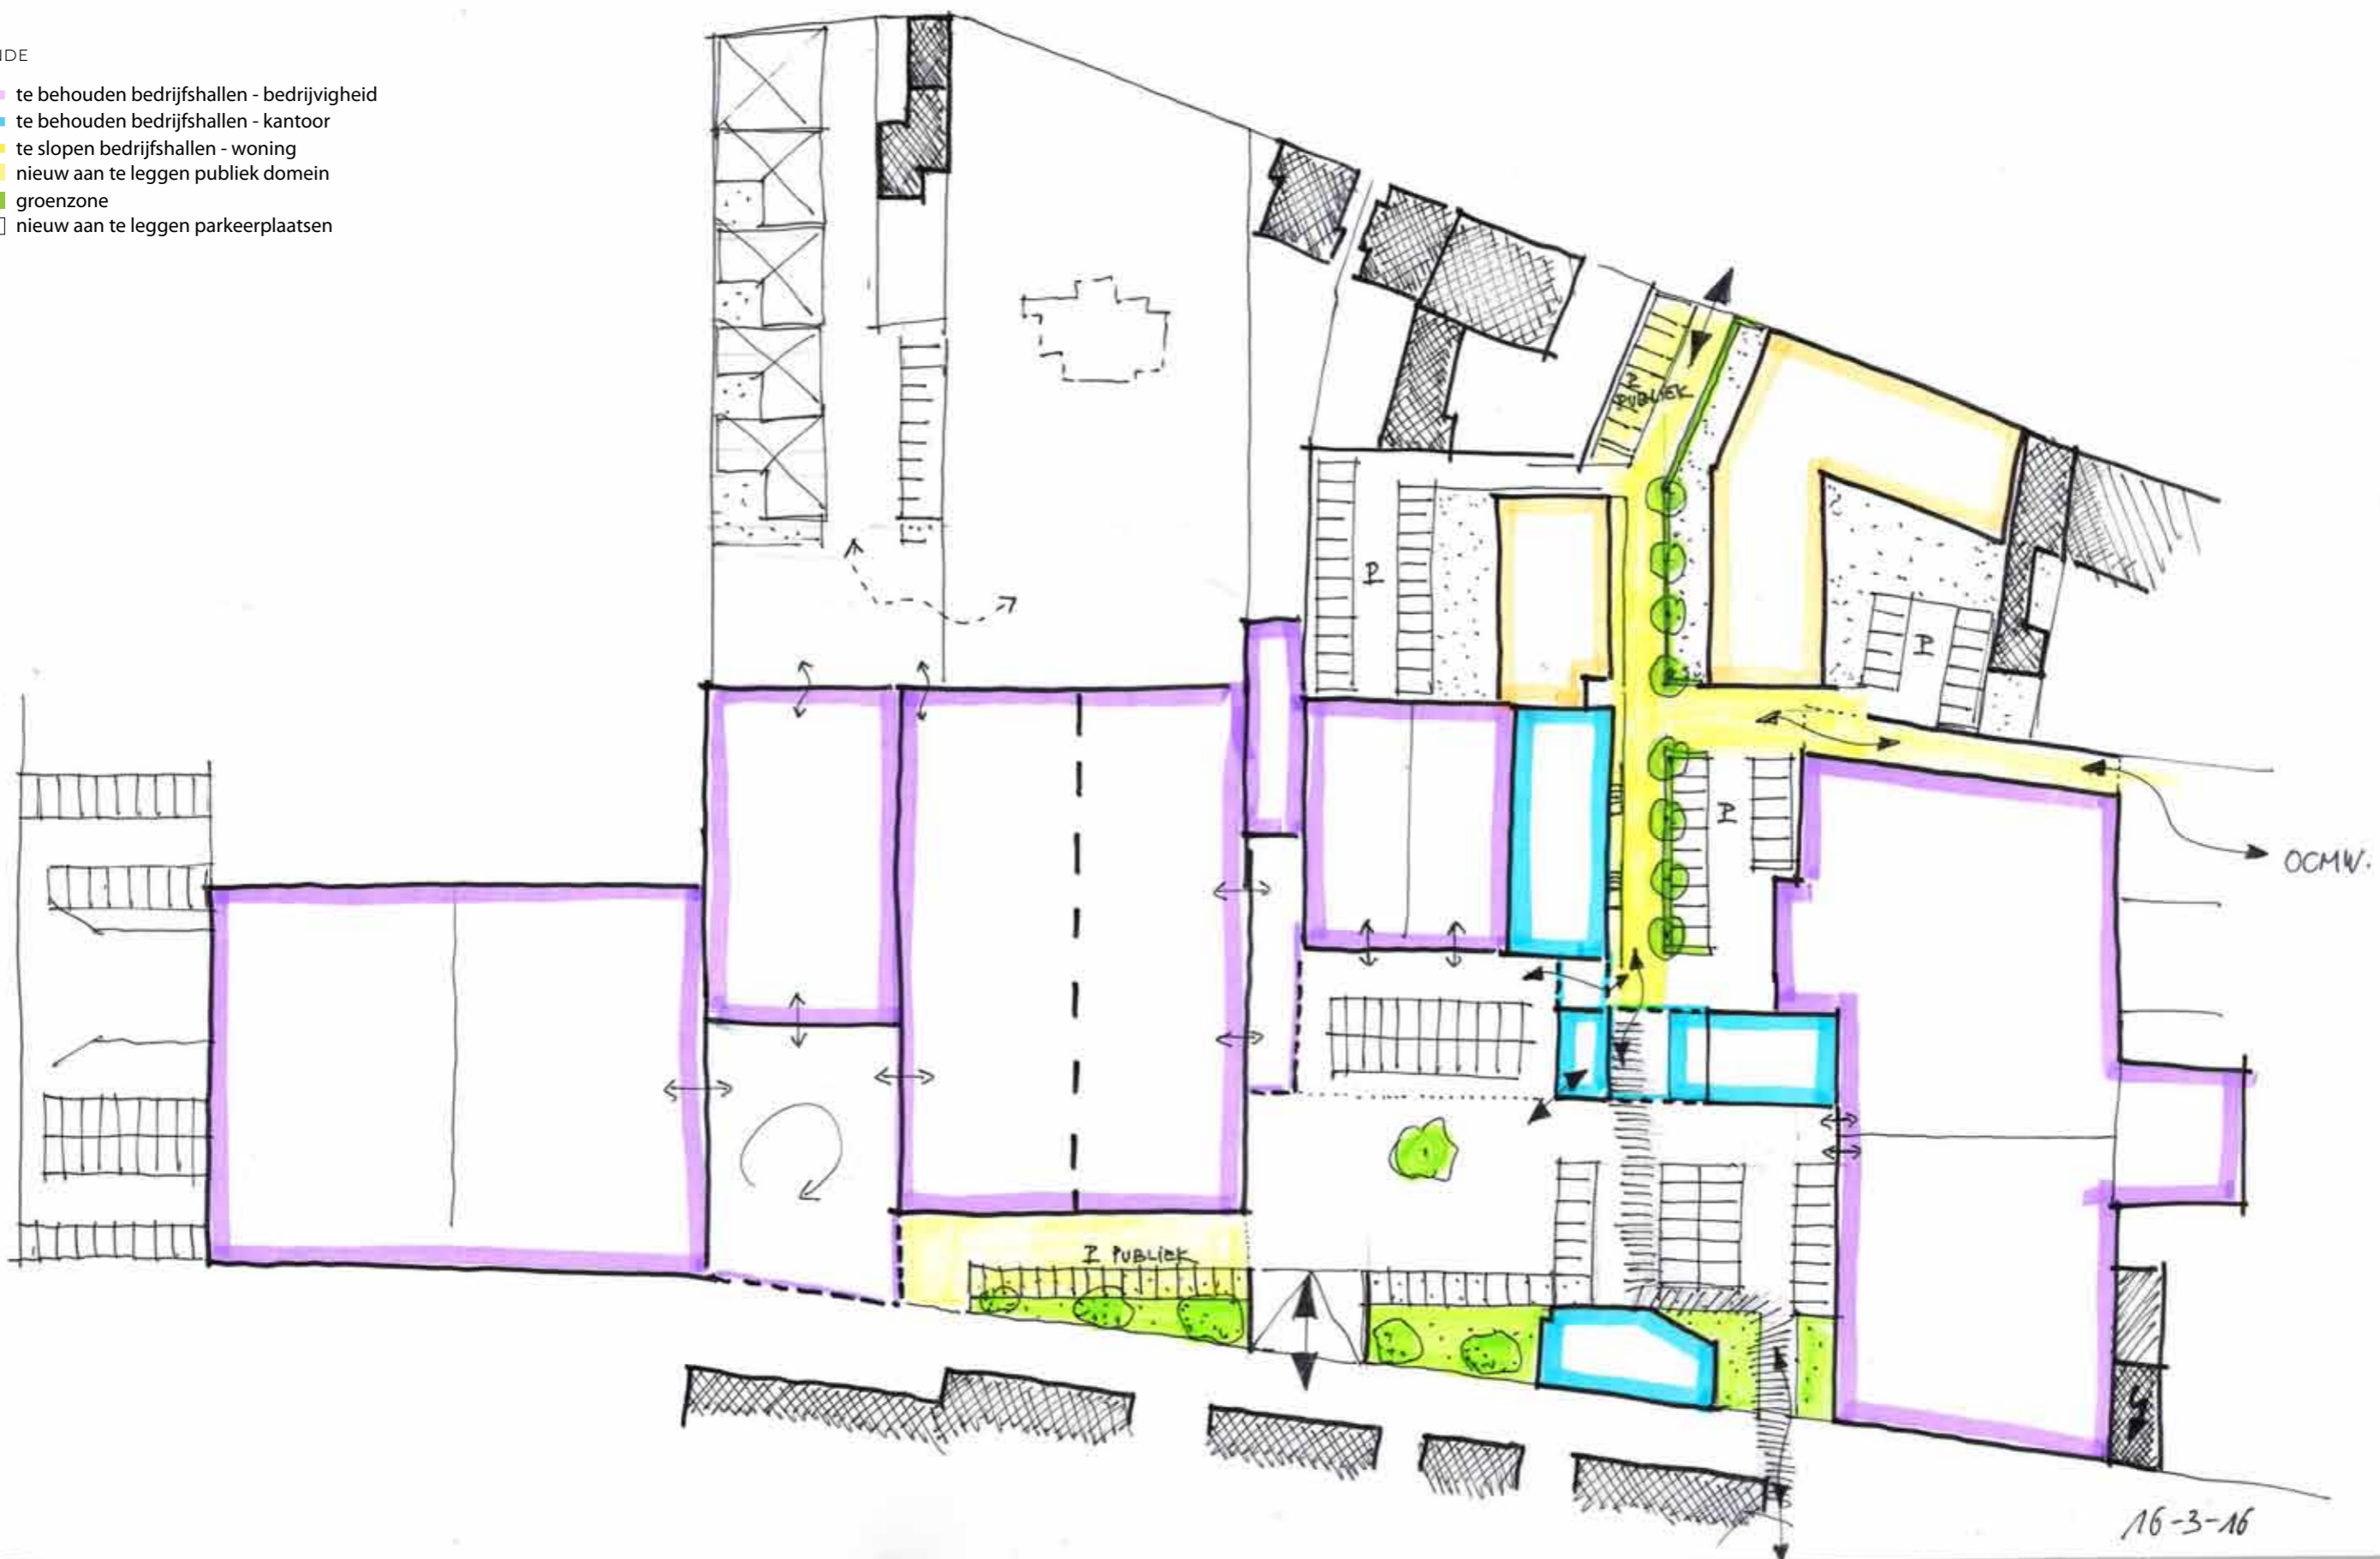 NDE
te behouden bedrijfshallen - bedrijvigheid
te behouden bedrijfshallen - kantoor
te slopen bedrijfshallen - woning
nieuw aan te leggen publiek domein
groenzone
nieuw aan te leggen parkeerplaatsen
P
PUBLIEK
P
P
P
OCMW.
P PUBLIEK
16-3-16